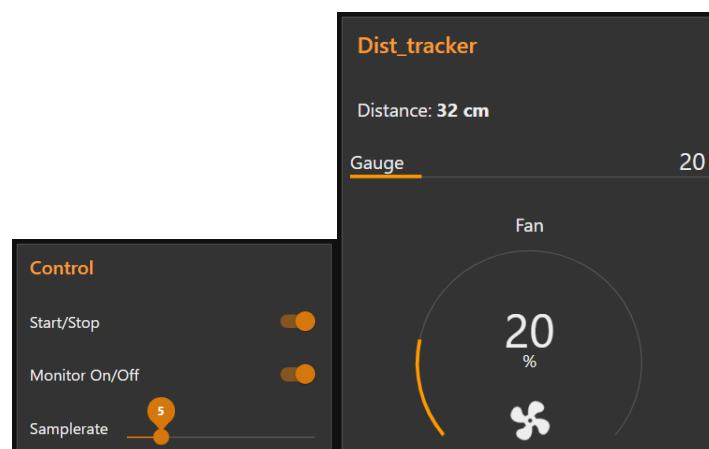 Dist_tracker
Distance: 32 cm
Gauge 20
Fan
20
%
Control
Start/Stop
Monitor On/Off
5
Samplerate